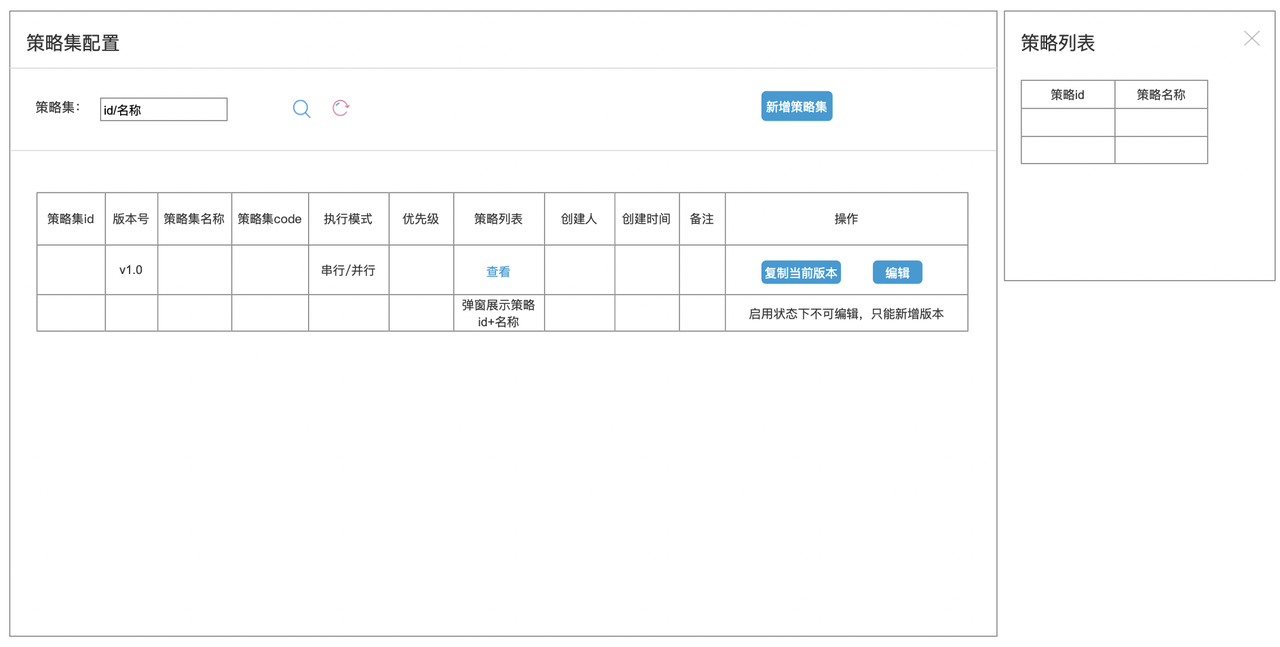 策略集配置
策略集：
id/名称
新增策略集
策略集id 版本号 策略集名称 策略集code 执行模式 优先级 策略列表 创建人 创建时间 备注 操作
v1.0 串行/并行 查看 复制当前版本 编辑
弹窗展示策略
id+名称
启用状态下不可编辑，只能新增版本
策略列表
策略id 策略名称